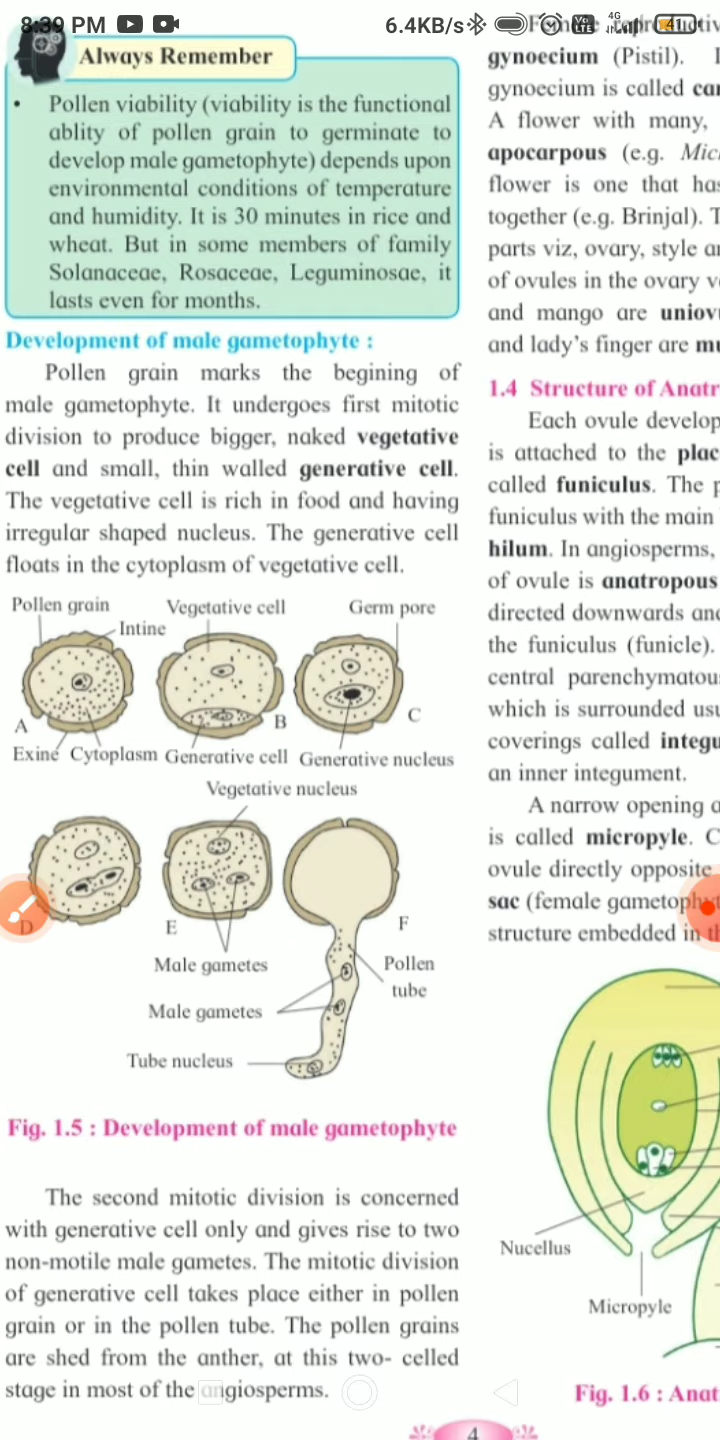 8:39 PM
6.4KB/s
4G
Vo
LTE
41
Always Remember
• Pollen viability (viability is the functional
ablity of pollen grain to germinate to
develop male gametophyte) depends upon
environmental conditions of temperature
and humidity. It is 30 minutes in rice and
wheat. But in some members of family
Solanaceae, Rosaceae, Leguminosae, it
lasts even for months.
Development of male gametophyte :
Pollen grain marks the begining of
male gametophyte. It undergoes first mitotic
division to produce bigger, naked vegetative
cell and small, thin walled generative cell.
The vegetative cell is rich in food and having
irregular shaped nucleus. The generative cell
floats in the cytoplasm of vegetative cell.
Pollen grain
Vegetative cell
Germ pore
Intine
A
B
C
Exine Cytoplasm Generative cell Generative nucleus
Vegetative nucleus
D
E
F
Male gametes
Pollen
tube
Male gametes
Tube nucleus
Fig. 1.5 : Development of male gametophyte
The second mitotic division is concerned
with generative cell only and gives rise to two
non-motile male gametes. The mitotic division
of generative cell takes place either in pollen
grain or in the pollen tube. The pollen grains
are shed from the anther, at this two- celled
stage in most of the angiosperms.
gynoecium (Pistil).
gynoecium is called
A flower with many,
apocarpous (e.g.
flower is one that has
together (e.g. Brinjal).
parts viz, ovary, style
of ovules in the ovary
and mango are
and lady's finger are
1.4 Structure of
Each ovule develop
is attached to the
called funiculus. The
funiculus with the main
hilum. In angiosperms,
of ovule is anatropous
directed downwards
the funiculus (funicle).
central
which is surrounded
coverings called
an inner integument.
A narrow opening
is called micropyle.
ovule directly opposite
sac (female
structure embedded in
Nucellus
Micropyle
Fig. 1.6 :
4